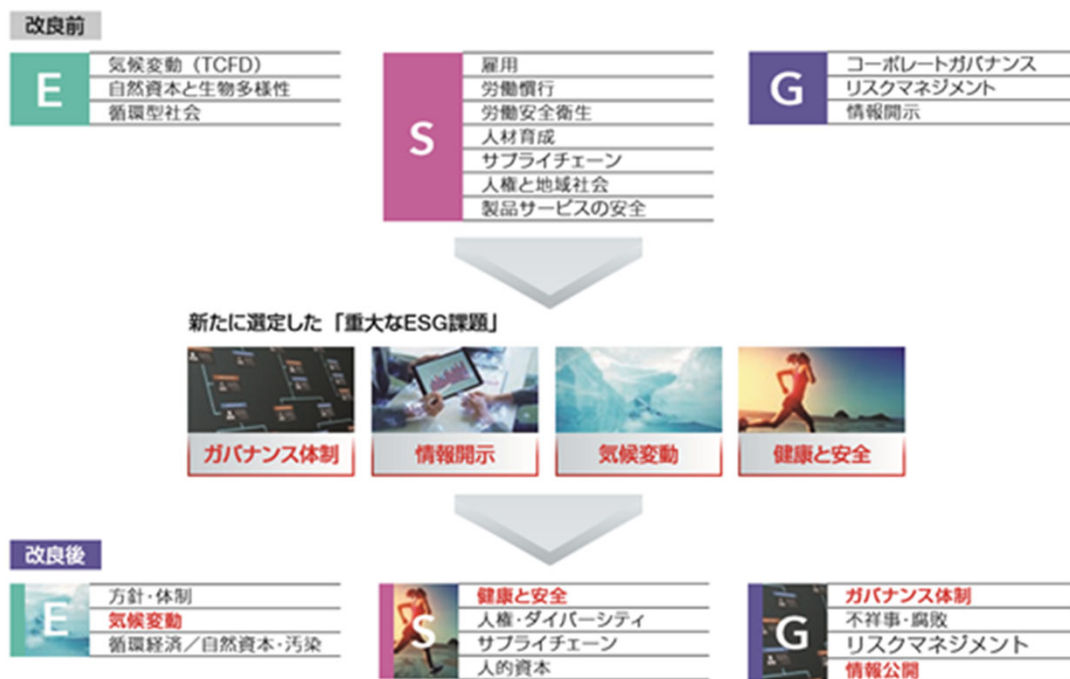 改良前
E
気候変動（TCFD）
自然資本と生物多様性
循環型社会
S
雇用
労働慣行
労働安全衛生
人材育成
サプライチェーン
人権と地域社会
製品サービスの安全
G
コーポレートガバナンス
リスクマネジメント
情報開示
新たに選定した「重大なESG課題」
ガバナンス体制
情報開示
気候変動
健康と安全
改良後
E
方針・体制
気候変動
循環経済／自然資本・汚染
S
健康と安全
人権・ダイバーシティ
サプライチェーン
人的資本
G
ガバナンス体制
不祥事・腐敗
リスクマネジメント
情報公開